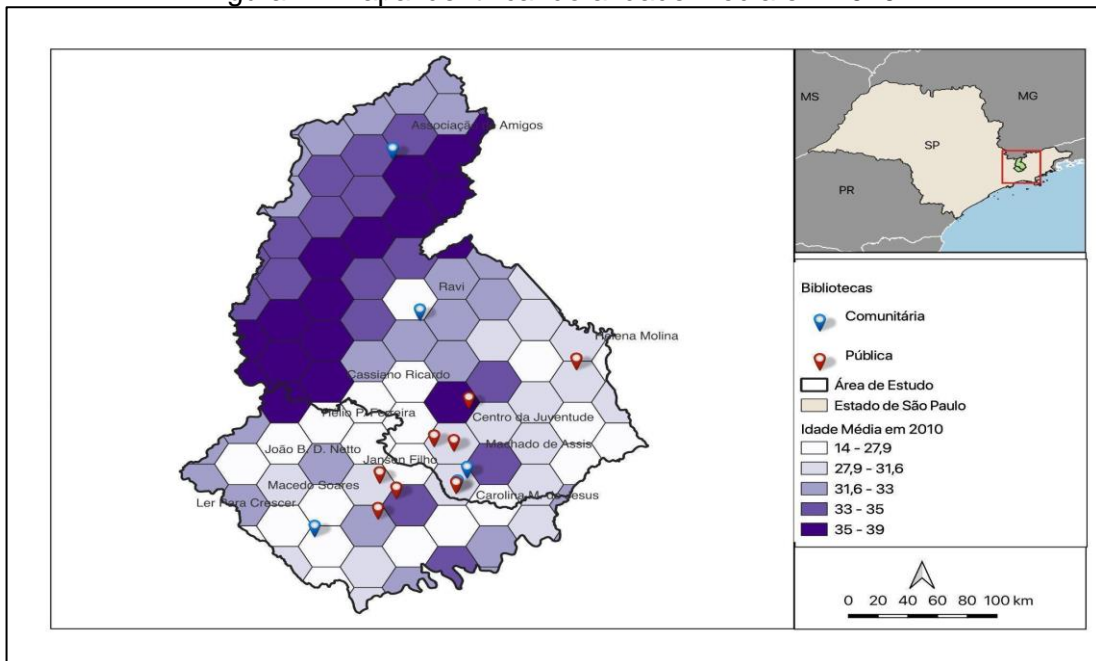 Associação de Amigos
Ravi
Helena Molina
Cassiano Ricardo
Hélio P. Ferreira
Centro da Juventude
João B. D. Netto
Machado de Assis
Jansen Filho
Macedo Soares
Ler Para Crescer
Carolina M. de Jesus
MS
MG
SP
PR
Bibliotecas
Comunitária
Pública
Área de Estudo
Estado de São Paulo
Idade Média em 2010
14 - 27,9
27,9 - 31,6
31,6 - 33
33 - 35
35 - 39
0 20 40 60 80 100 km